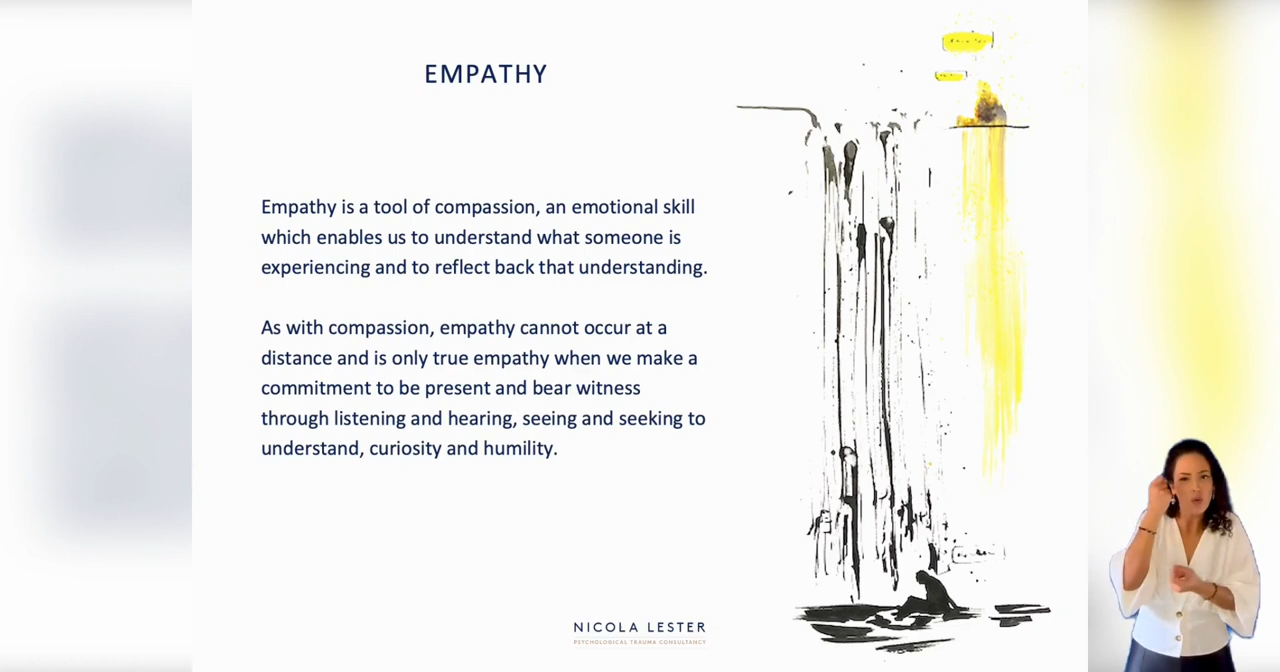 EMPATHY
Empathy is a tool of compassion, an emotional skill
which enables us to understand what someone is
experiencing and to reflect back that understanding.
As with compassion, empathy cannot occur at a
distance and is only true empathy when we make a
commitment to be present and bear witness
through listening and hearing, seeing and seeking to
understand, curiosity and humility.
NICOLA LESTER
PSYCHOLOGICAL TRAUMA CONSULTANCY